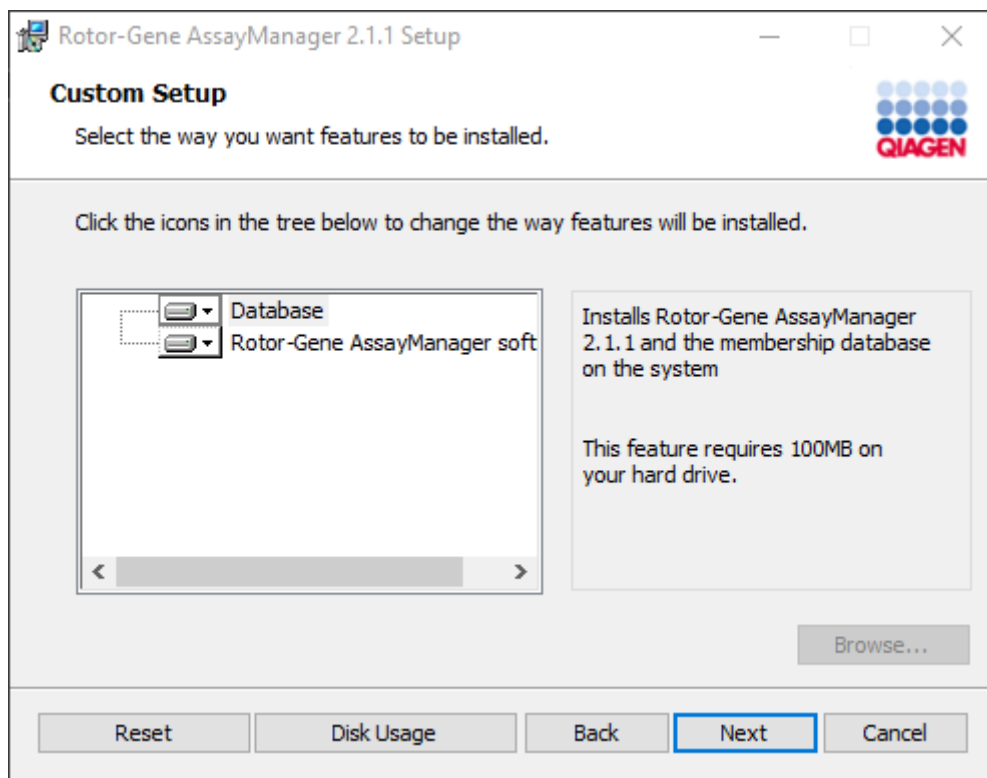 Rotor-Gene AssayManager 2.1.1 Setup
Custom Setup
Select the way you want features to be installed.
QIAGEN
Click the icons in the tree below to change the way features will be installed.
Database
Rotor-Gene AssayManager soft
Installs Rotor-Gene AssayManager
2.1.1 and the membership database
on the system
This feature requires 100MB on
your hard drive.
Browse...
Reset
Disk Usage
Back
Next
Cancel